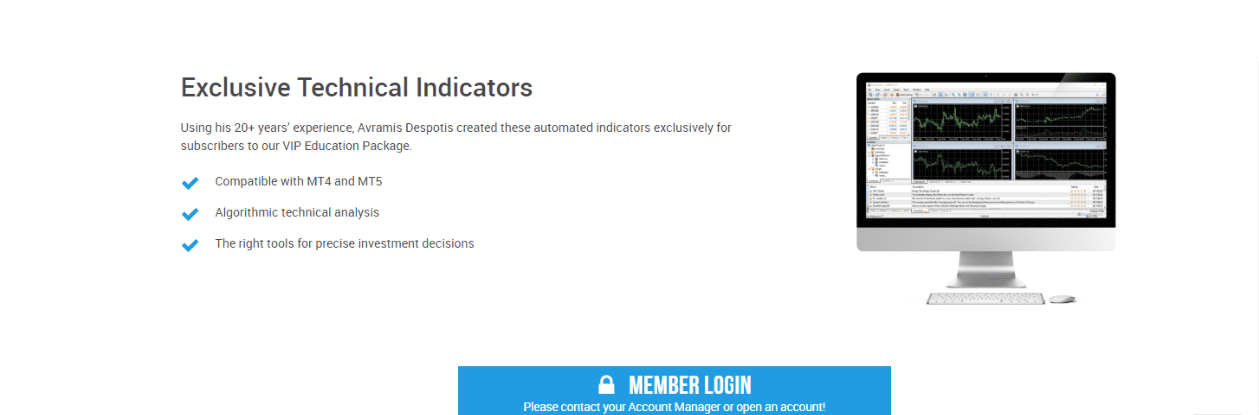 Exclusive Technical Indicators
Using his 20+ years' experience, Avramis Despotis created these automated indicators exclusively for
subscribers to our VIP Education Package.
Compatible with MT4 and MT5
Algorithmic technical analysis
The right tools for precise investment decisions
MEMBER LOGIN
Please contact your Account Manager or open an account!